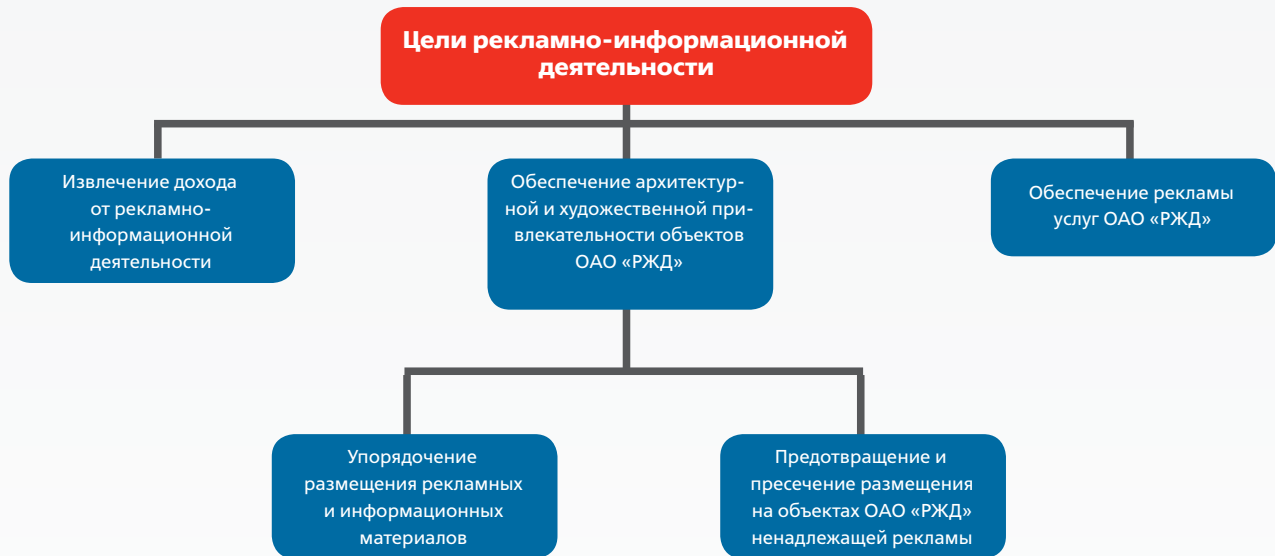 Цели рекламно-информационной
деятельности
Извлечение дохода
от рекламно-
информационной
деятельности
Обеспечение архитектур-
ной и художественной при-
влекательности объектов
ОАО «РЖД»
Обеспечение рекламы
услуг ОАО «РЖД»
Упорядочение
размещения рекламных
и информационных
материалов
Предотвращение и
пресечение размещения
на объектах ОАО «РЖД»
ненадлежащей рекламы